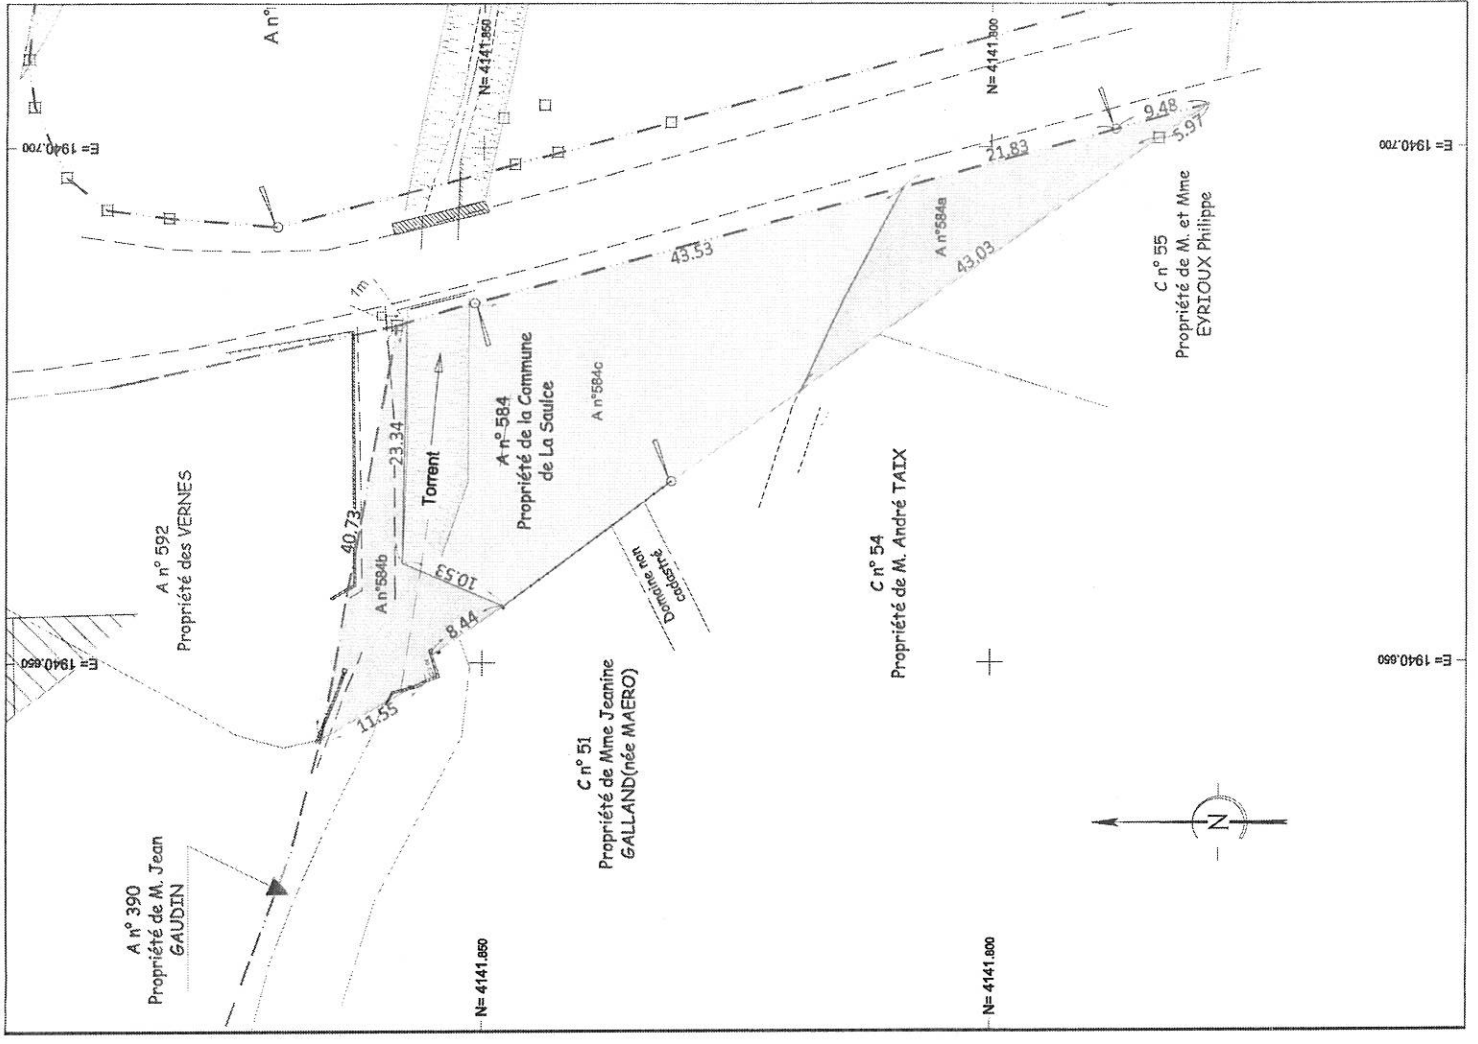 A n°
N= 4141.850
N= 4141.800
E= 1940.700
E= 1940.700
9.48
5.97
21.83
A n°584a
43.03
43.53
C n° 55
Propriété de M. et Mme
EYRIOUX Philippe
1m
A n°584c
A n° 584
Propriété de la Commune
de La Saulce
Torrent
23.34
40.73
A n°584b
10.53
8.44
11.55
A n° 592
Propriété des VERNES
Domaine non
cadastré
C n° 54
Propriété de M. André TAIX
E= 1940.650
E= 1940.650
C n° 51
Propriété de Mme Jeanine
GALLAND(née MAERO)
A n° 390
Propriété de M. Jean
GAUDIN
N
N= 4141.850
N= 4141.800